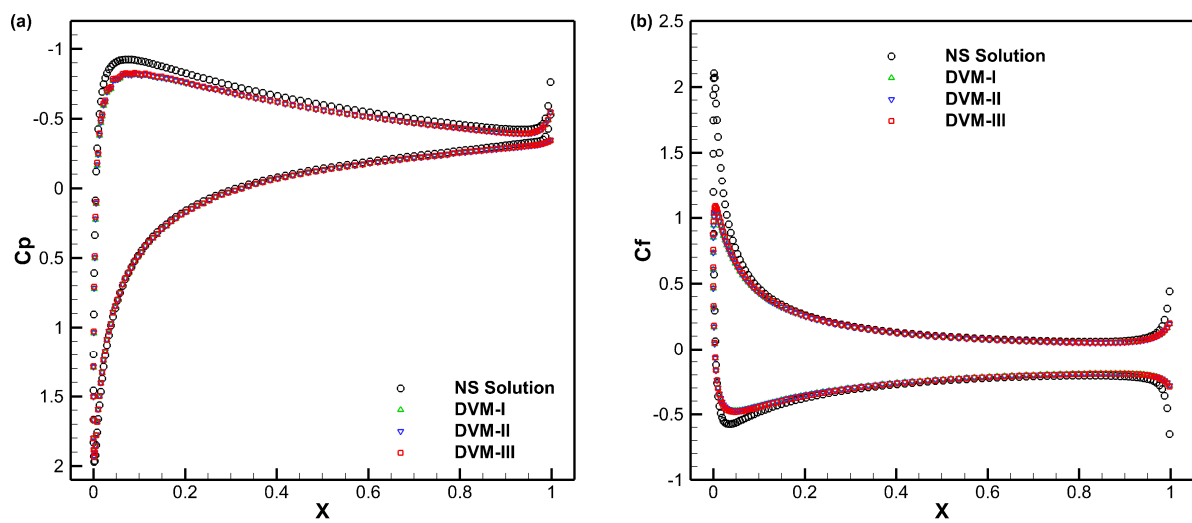 (a)
-1
-0.5
0
0.5
1
1.5
2
Cp
0
0.2
0.4
0.6
0.8
1
X
NS Solution
DVM-I
DVM-II
DVM-III
(b)
2.5
2
1.5
1
0.5
0
-0.5
-1
Cf
0
0.2
0.4
0.6
0.8
1
X
NS Solution
DVM-I
DVM-II
DVM-III